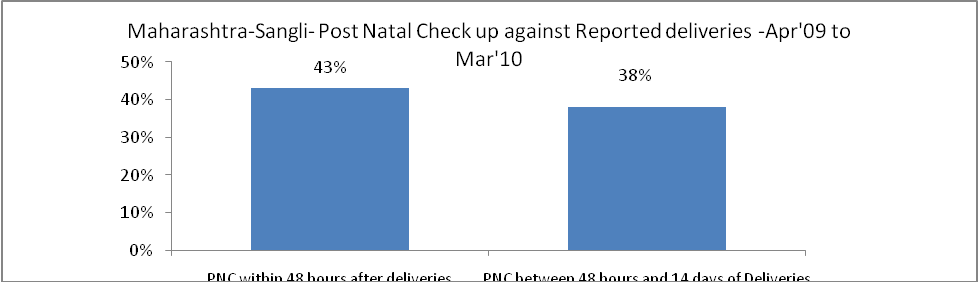 Maharashtra-Sangli- Post Natal Check up against Reported deliveries -Apr'09 to
Mar'10
50%
43%
38%
40%
30%
20%
10%
0%
PNC within 48 hours after deliveries
PNC between 48 hours and 14 days of Deliveries